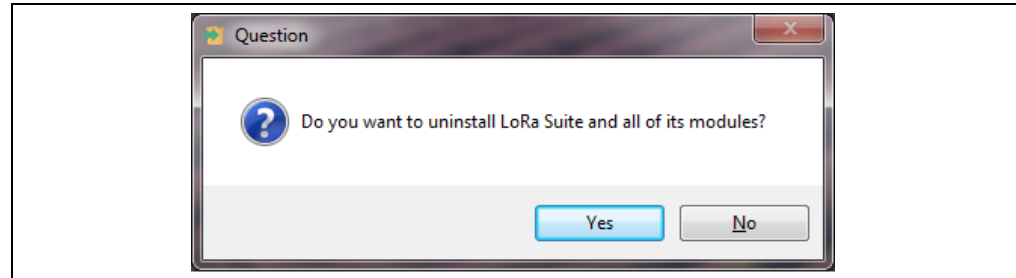 Question
Do you want to uninstall LoRa Suite and all of its modules?
Yes No